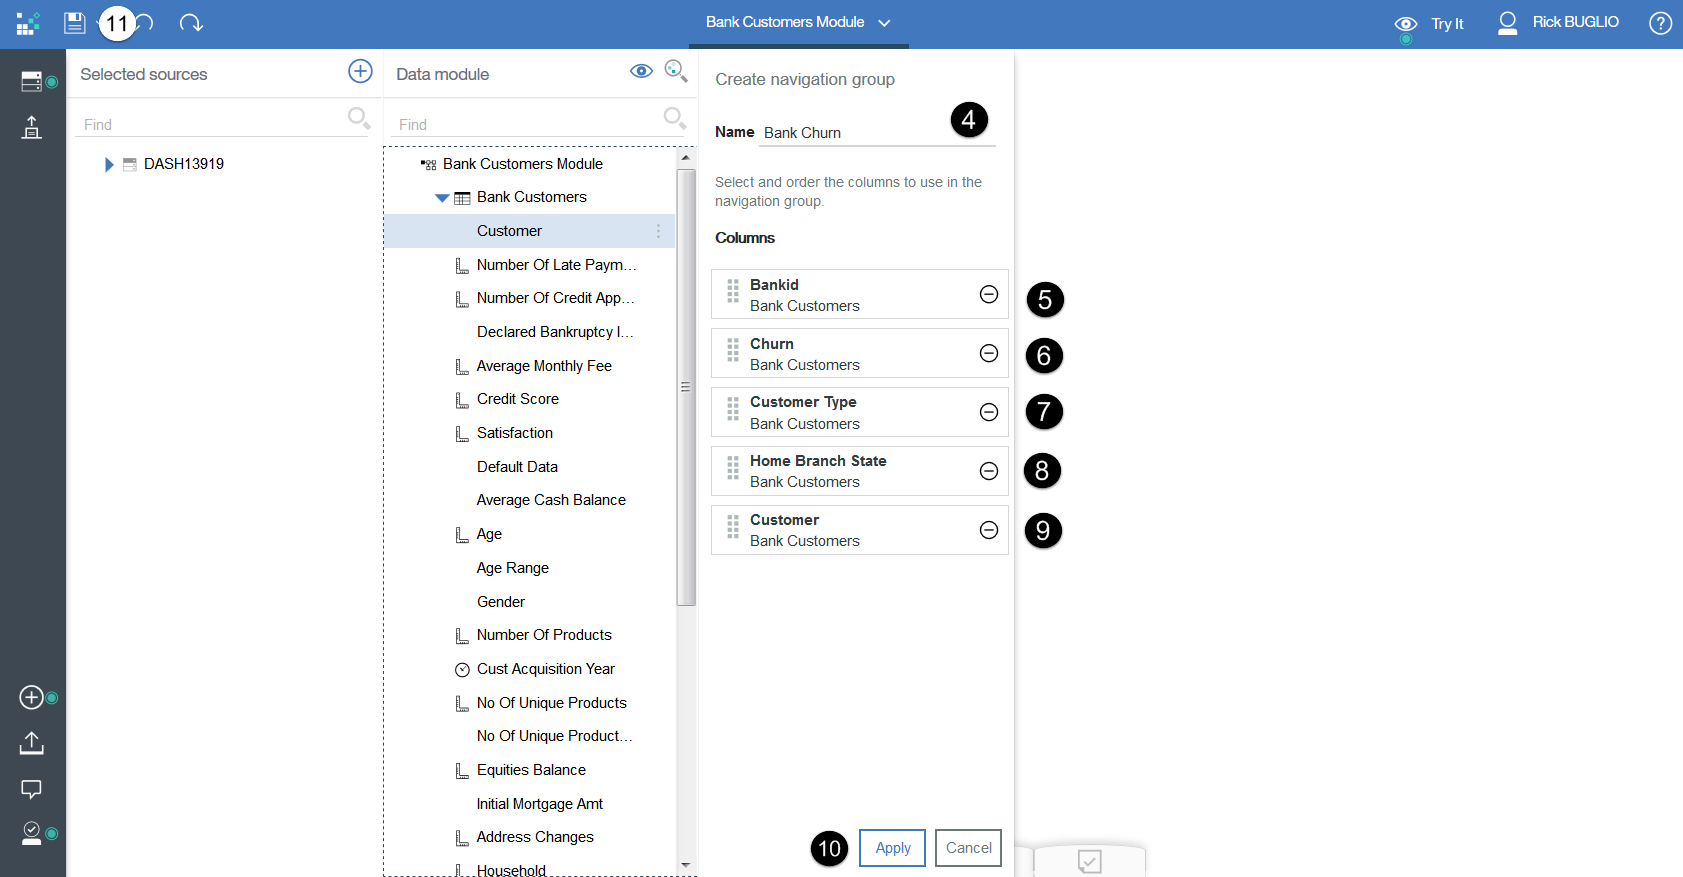 11
Bank Customers Module
Try It
Rick BUGLIO
?
Selected sources
Find
DASH13919
Data module
Find
Bank Customers Module
Bank Customers
Customer
Number Of Late Paym...
Number Of Credit App...
Declared Bankruptcy I...
Average Monthly Fee
Credit Score
Satisfaction
Default Data
Average Cash Balance
Age
Age Range
Gender
Number Of Products
Cust Acquisition Year
No Of Unique Products
No Of Unique Product...
Equities Balance
Initial Mortgage Amt
Address Changes
Household
Create navigation group
4
Name Bank Churn
Select and order the columns to use in the
navigation group.
Columns
Bankid
Bank Customers
5
Churn
Bank Customers
6
Customer Type
Bank Customers
7
Home Branch State
Bank Customers
8
Customer
Bank Customers
9
10 Apply Cancel